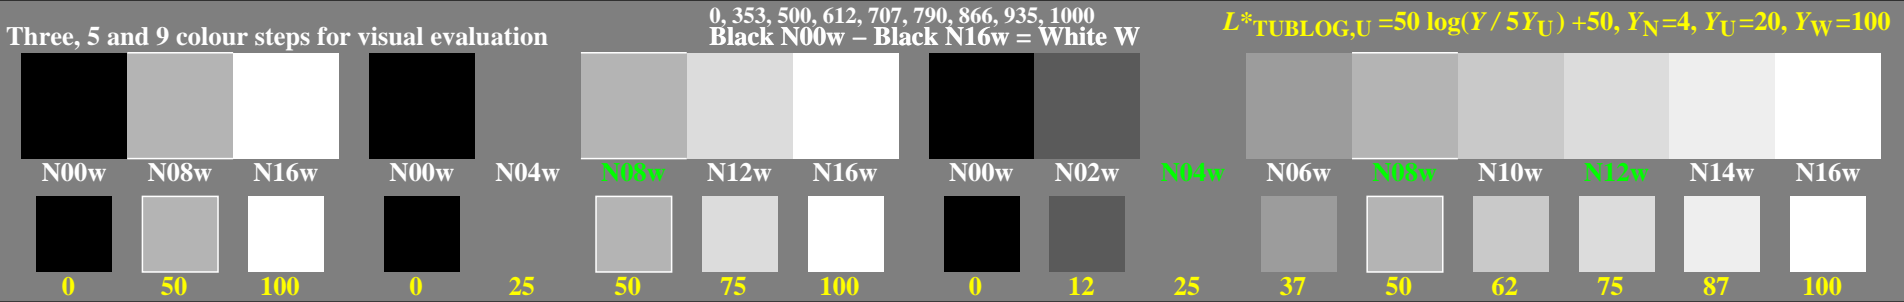 Three, 5 and 9 colour steps for visual evaluation
0, 353, 500, 612, 707, 790, 866, 935, 1000
Black N00w – Black N16w = White W
L*TUBLOG,U =50 log(Y / 5YU) +50, YN=4, YU=20, YW=100
N00w N08w N16w N00w N04w N08w N12w N16w N00w N02w N04w N06w N08w N10w N12w N14w N16w
0 50 100 0 25 50 75 100 0 12 25 37 50 62 75 87 100